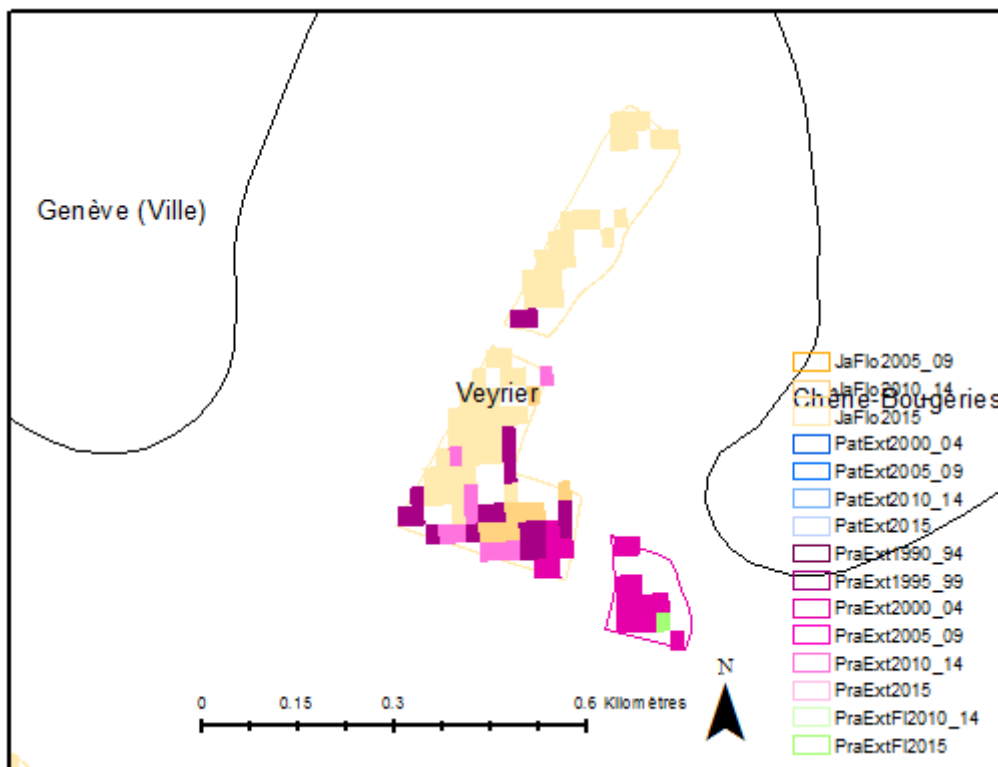 Genève (Ville)
Veyrier
Chêne-Bougeries
JaFlo2005_09
JaFlo2010_14
JaFlo2015
PatExt2000_04
PatExt2005_09
PatExt2010_14
PatExt2015
PraExt1990_94
PraExt1995_99
PraExt2000_04
PraExt2005_09
PraExt2010_14
PraExt2015
PraExtFl2010_14
PraExtFl2015
N
0 0.15 0.3 0.6 Kilomètres